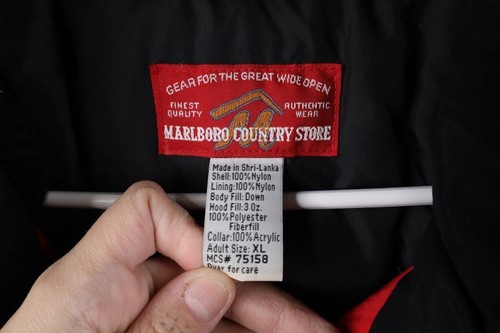 GEAR FOR THE GREAT WIDE OPEN
FINEST QUALITY
AUTHENTIC WEAR
MARLBORO COUNTRY STORE
Made in Shri-Lanka
Shell:100%Nylon
Lining:100%Nylon
Body Fill:Down
Hood Fill:3 Oz.
100%Polyester
Fiberfill
Collar:100%Acrylic
Adult Size: XL
MCS# 75158
for care